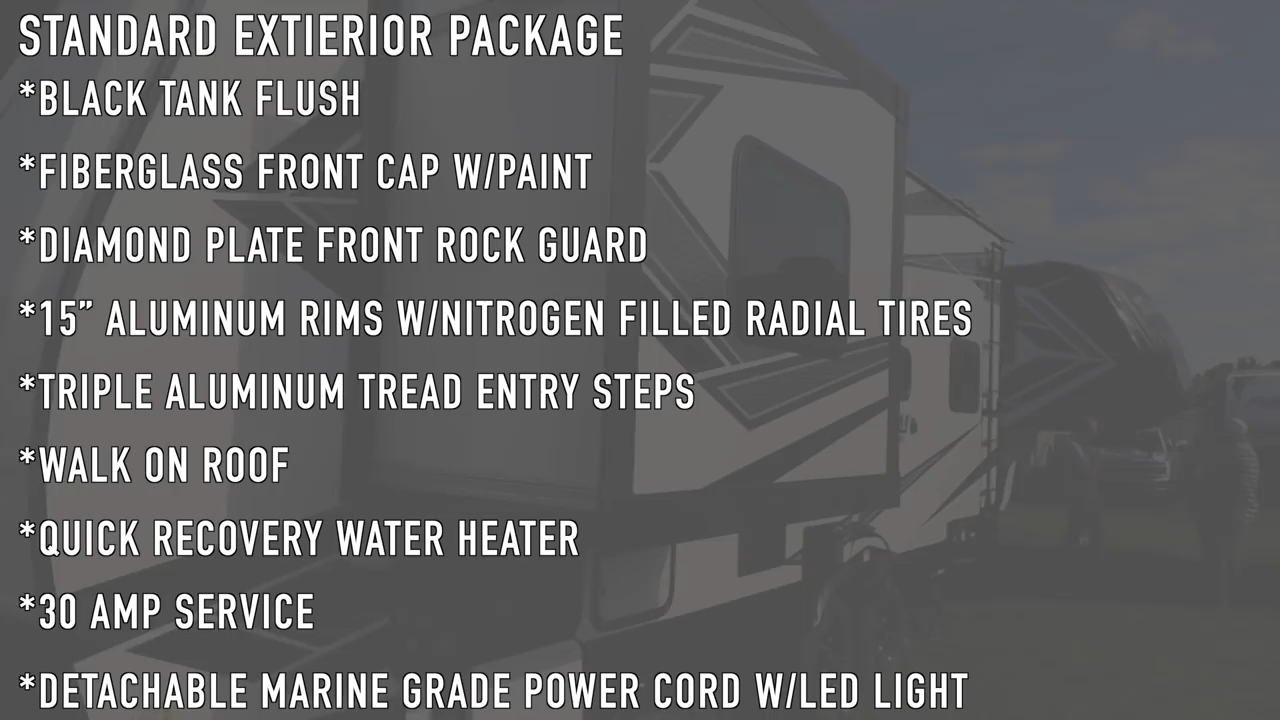 STANDARD EXTIERIOR PACKAGE
*BLACK TANK FLUSH
*FIBERGLASS FRONT CAP W/PAINT
*DIAMOND PLATE FRONT ROCK GUARD
*15” ALUMINUM RIMS W/NITROGEN FILLED RADIAL TIRES
*TRIPLE ALUMINUM TREAD ENTRY STEPS
*WALK ON ROOF
*QUICK RECOVERY WATER HEATER
*30 AMP SERVICE
*DETACHABLE MARINE GRADE POWER CORD W/LED LIGHT